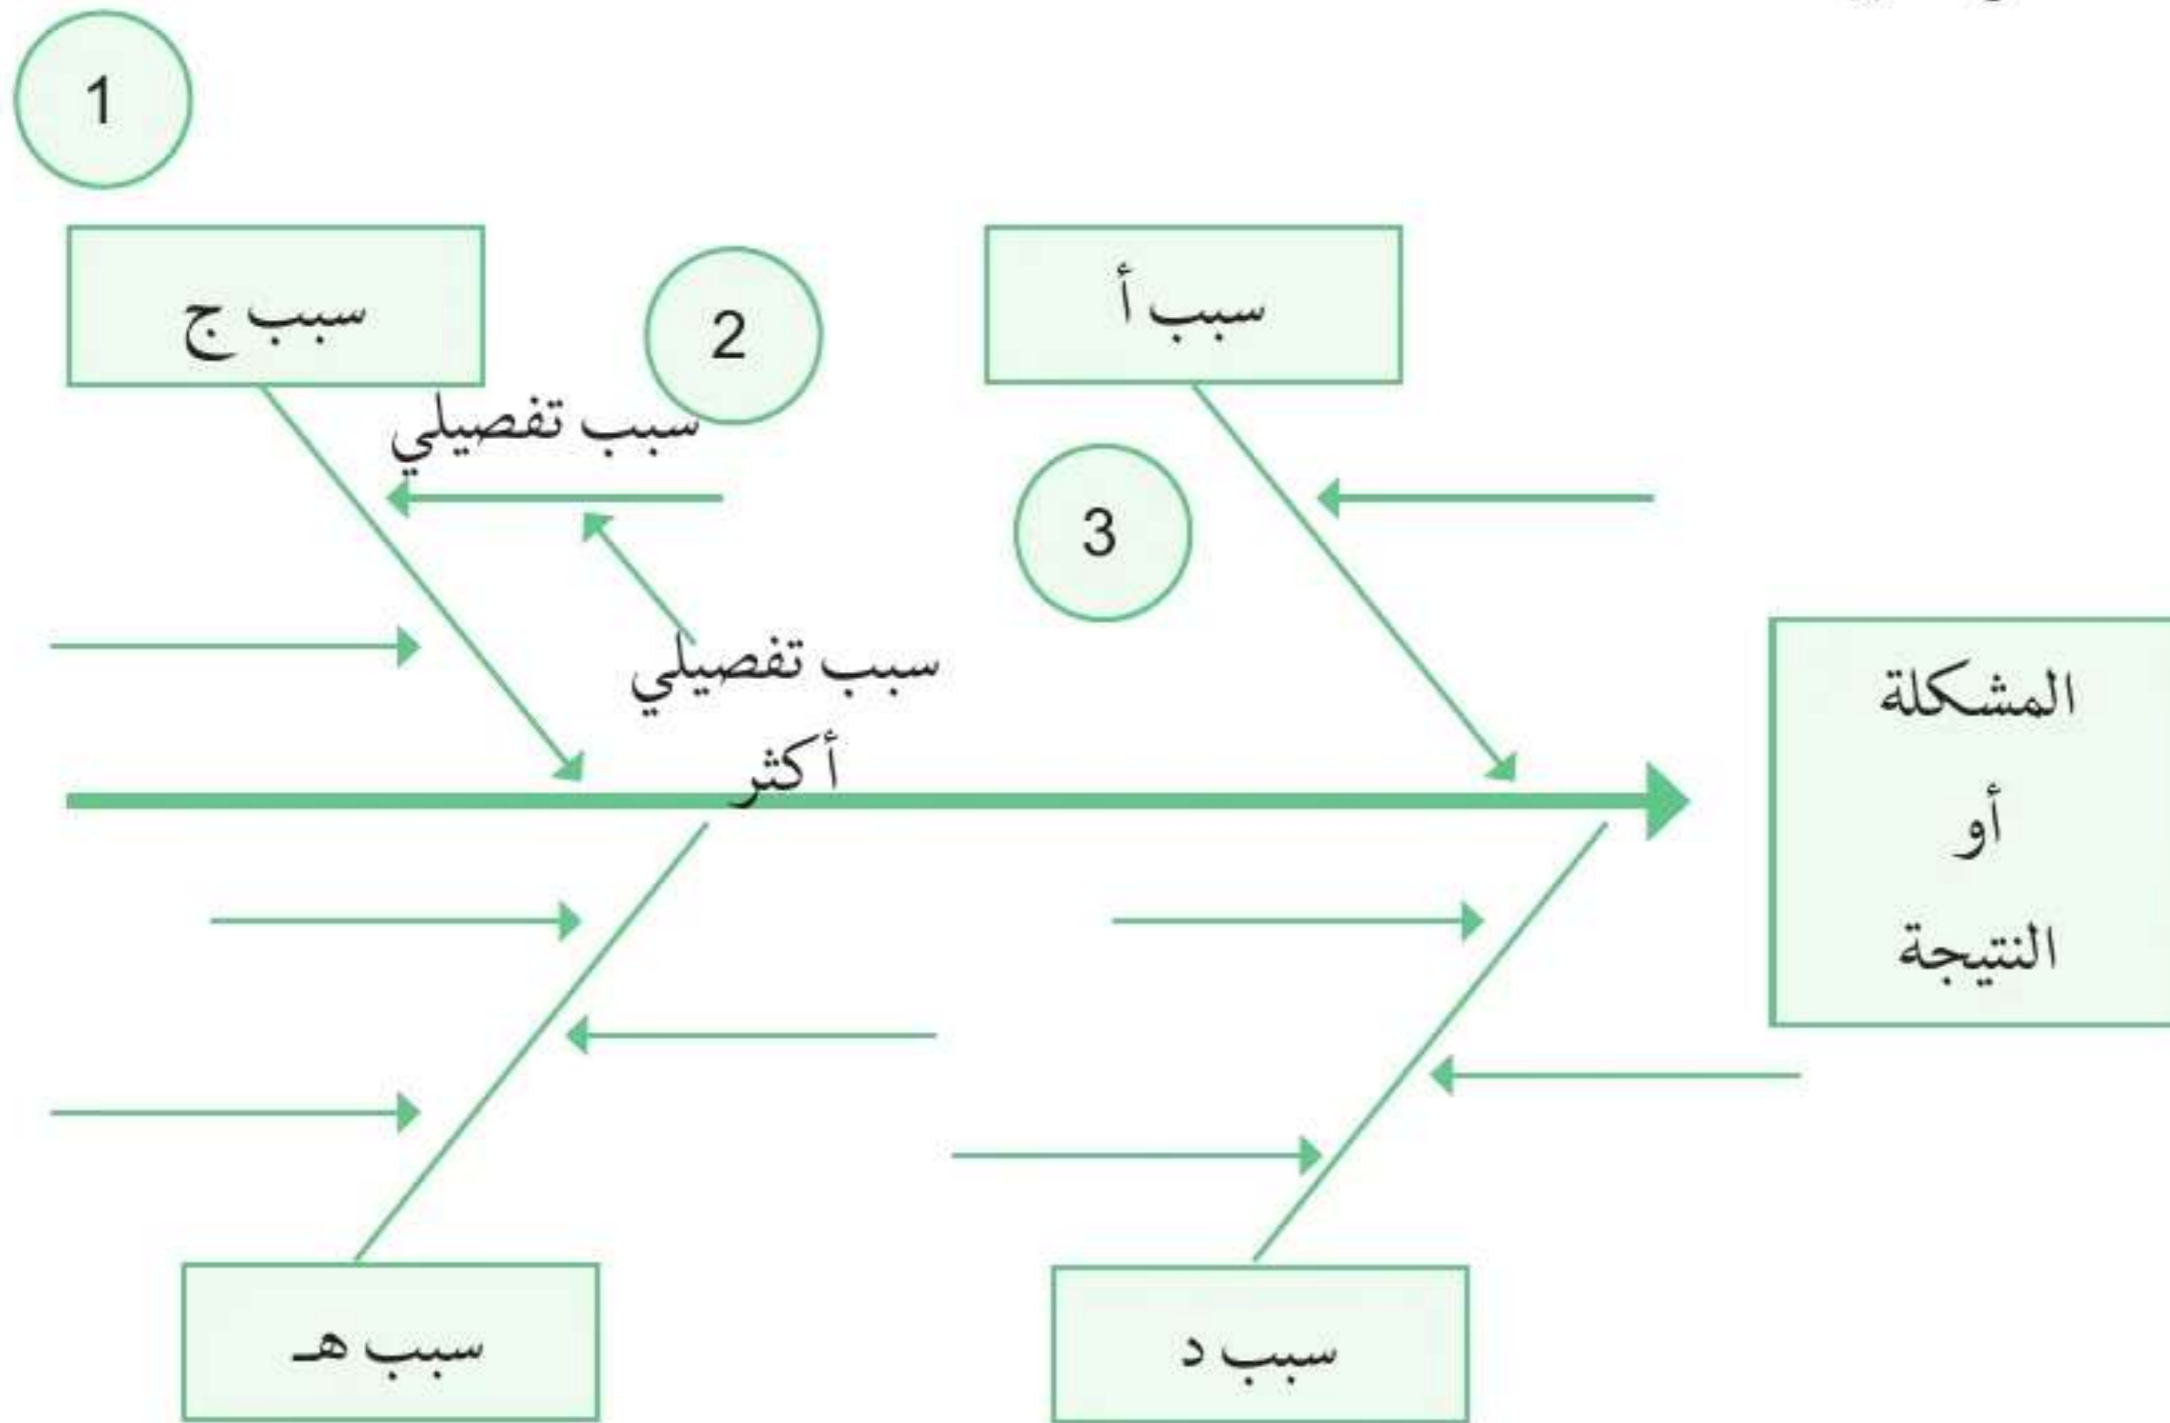 1
سبب أ
2
سبب ج
سبب تفصيلي
3
سبب تفصيلي
أكثر
المشكلة
أو
النتيجة
سبب د
سبب هـ